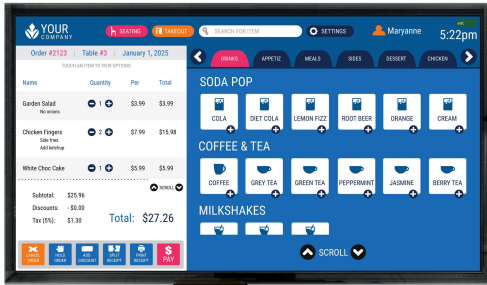 YOUR
COMPANY
SEATING
TAKEOUT
SEARCH FOR ITEM
SETTINGS
Maryanne
5:22pm
Order #2123 | Table #3 | January 1, 2025
TOUCH AN ITEM TO VIEW OPTIONS
Name Quantity Per Total
Garden Salad 1 $3.99 $3.99
No onions
Chicken Fingers 2 $7.99 $15.98
Side fries
Add ketchup
White Choc Cake 1 $5.99 $5.99
SCROLL
Subtotal: $25.96
Discounts: - $0.00
Tax (5%): $1.30
Total: $27.26
CANCEL ORDER
HOLD ORDER
ADD DISCOUNT
SPLIT RECEIPT
PRINT RECEIPT
$ PAY
DRINKS APPETIZ MEALS SIDES DESSERT CHICKEN
SODA POP
COLA DIET COLA LEMON FIZZ ROOT BEER ORANGE CREAM
COFFEE & TEA
COFFEE GREY TEA GREEN TEA PEPPERMINT JASMINE BERRY TEA
MILKSHAKES
SCROLL